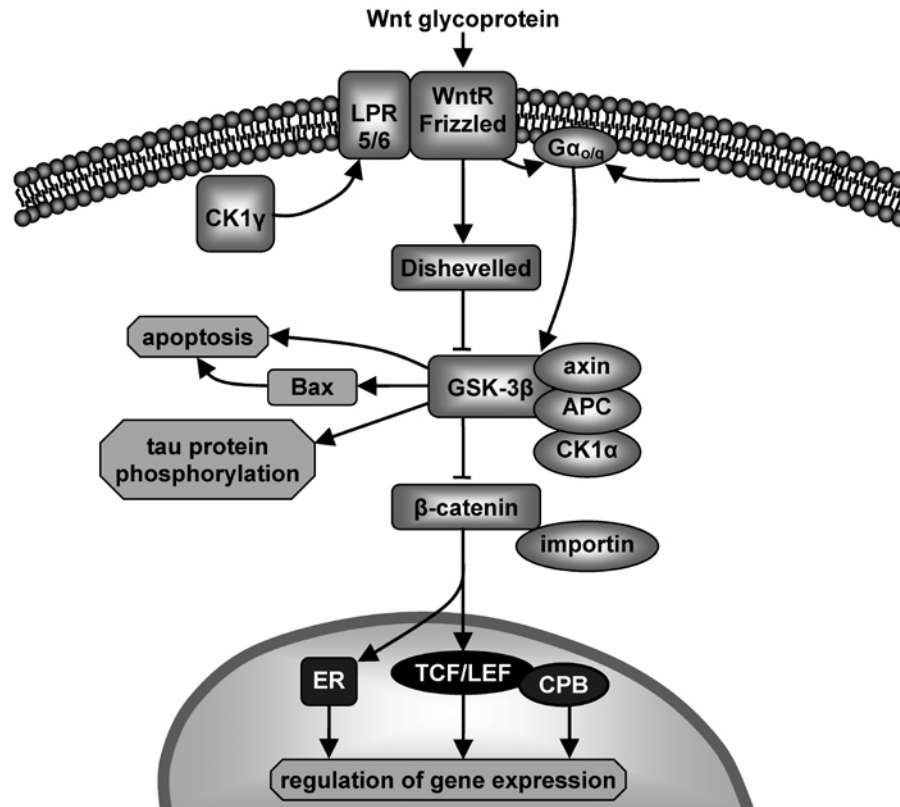 Wnt glycoprotein
LPR
5/6
WntR
Frizzled
Gαo/q
CK1γ
Dishevelled
apoptosis
Bax
GSK-3β
axin
APC
CK1α
tau protein
phosphorylation
β-catenin
importin
ER
TCF/LEF
CPB
regulation of gene expression